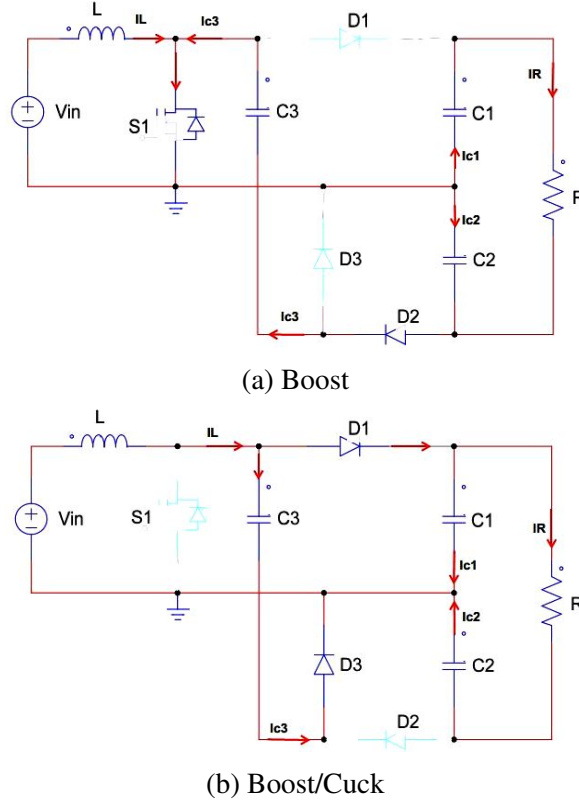 L IL Ic3 D1
IR
Vin S1 C3 C1
Ic1
R
Ic2
D3 C2
Ic3 D2
(a) Boost
L IL D1
Vin S1 C3 C1 IR
Ic1
Ic2 R
D3 C2
Ic3 D2
(b) Boost/Cuck